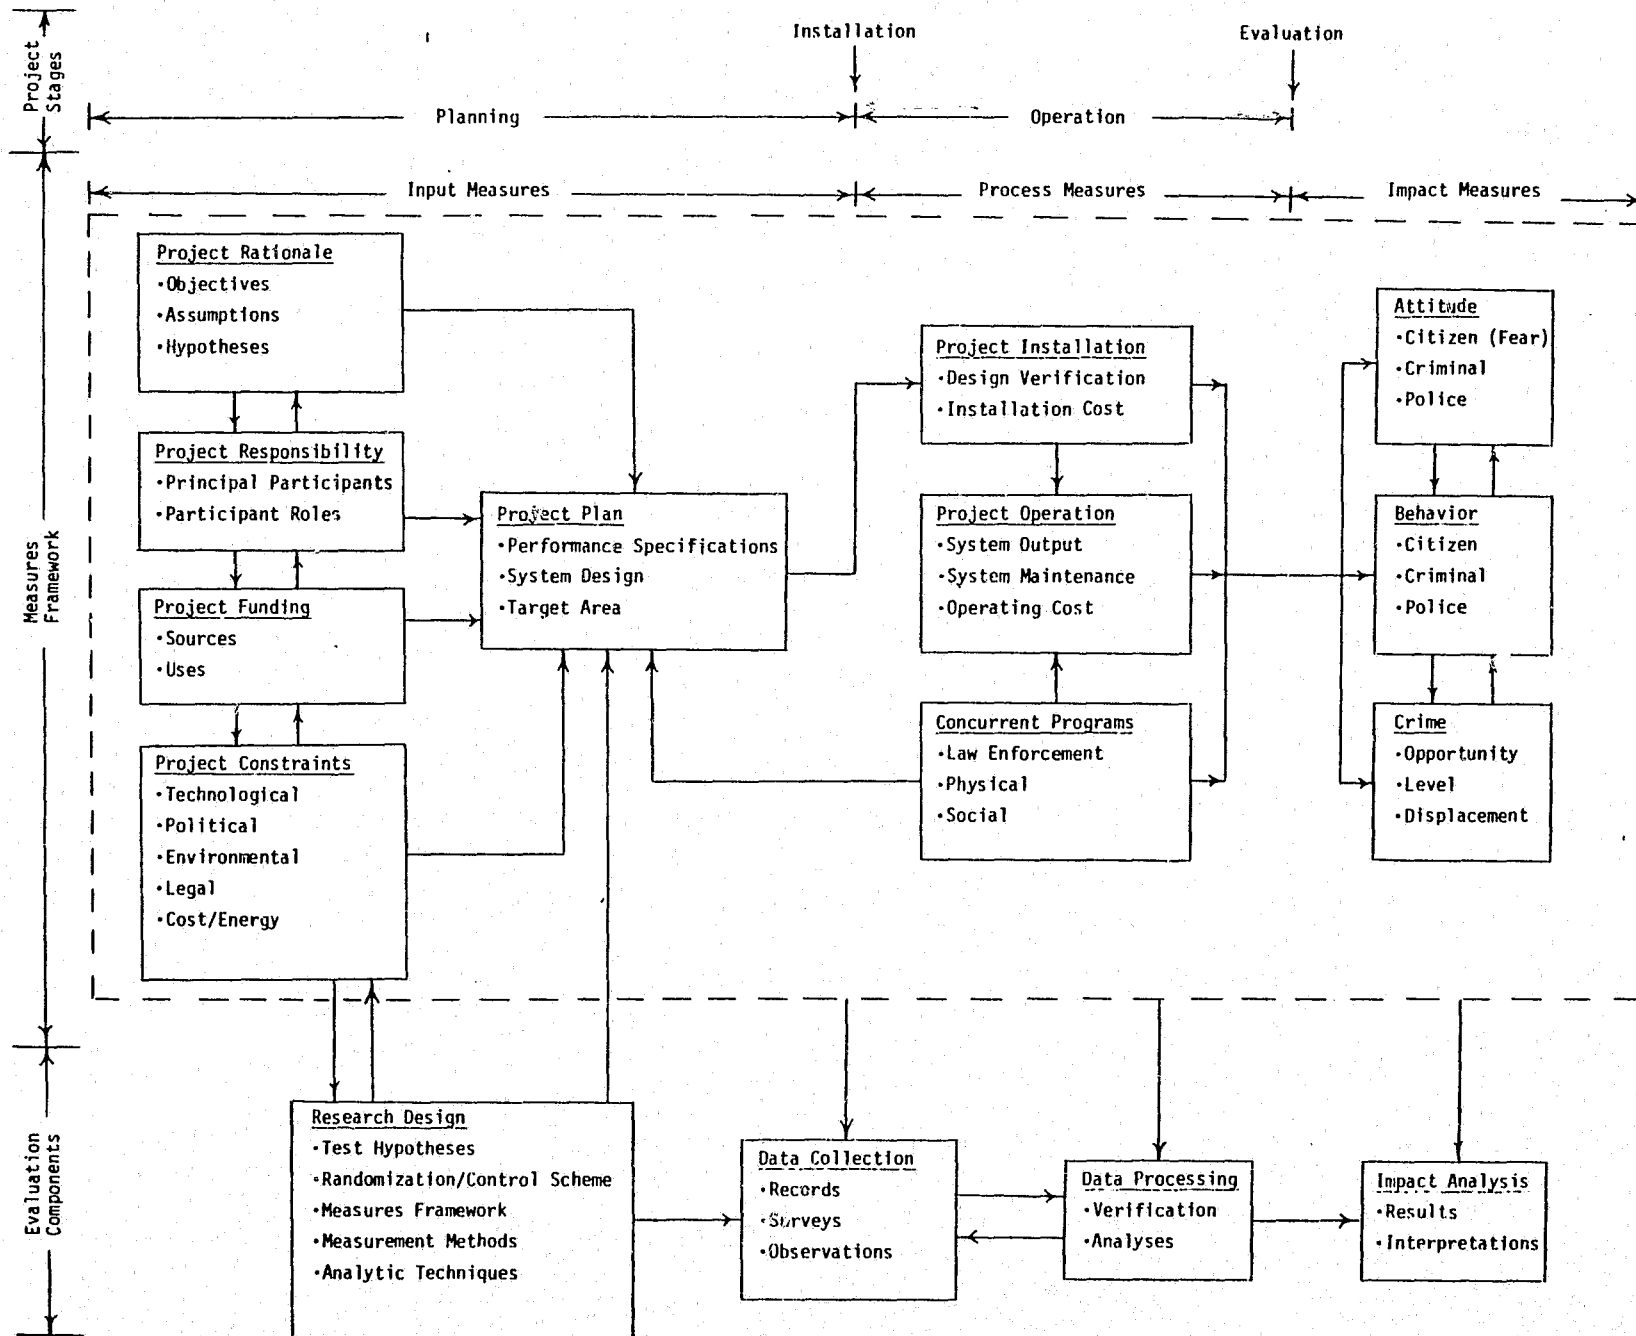 Project
Stages
Installation
Evaluation
Planning
Operation
Measures
Framework
Input Measures
Process Measures
Impact Measures
Project Rationale
·Objectives
·Assumptions
·Hypotheses
Project Responsibility
·Principal Participants
·Participant Roles
Project Funding
·Sources
·Uses
Project Constraints
·Technological
·Political
·Environmental
·Legal
·Cost/Energy
Project Plan
·Performance Specifications
·System Design
·Target Area
Project Installation
·Design Verification
·Installation Cost
Project Operation
·System Output
·System Maintenance
·Operating Cost
Concurrent Programs
·Law Enforcement
·Physical
·Social
Attitude
·Citizen (Fear)
·Criminal
·Police
Behavior
·Citizen
·Criminal
·Police
Crime
·Opportunity
·Level
·Displacement
Evaluation
Components
Research Design
·Test Hypotheses
·Randomization/Control Scheme
·Measures Framework
·Measurement Methods
·Analytic Techniques
Data Collection
·Records
·Surveys
·Observations
Data Processing
·Verification
·Analyses
Impact Analysis
·Results
·Interpretations